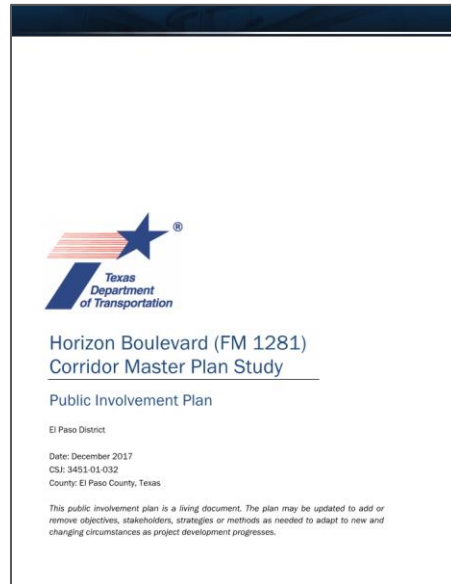 ®
Texas
Department
of Transportation
Horizon Boulevard (FM 1281)
Corridor Master Plan Study
Public Involvement Plan
El Paso District
Date: December 2017
CSJ: 3451-01-032
County: El Paso County, Texas
This public involvement plan is a living document. The plan may be updated to add or
remove objectives, stakeholders, strategies or methods as needed to adapt to new and
changing circumstances as project development progresses.